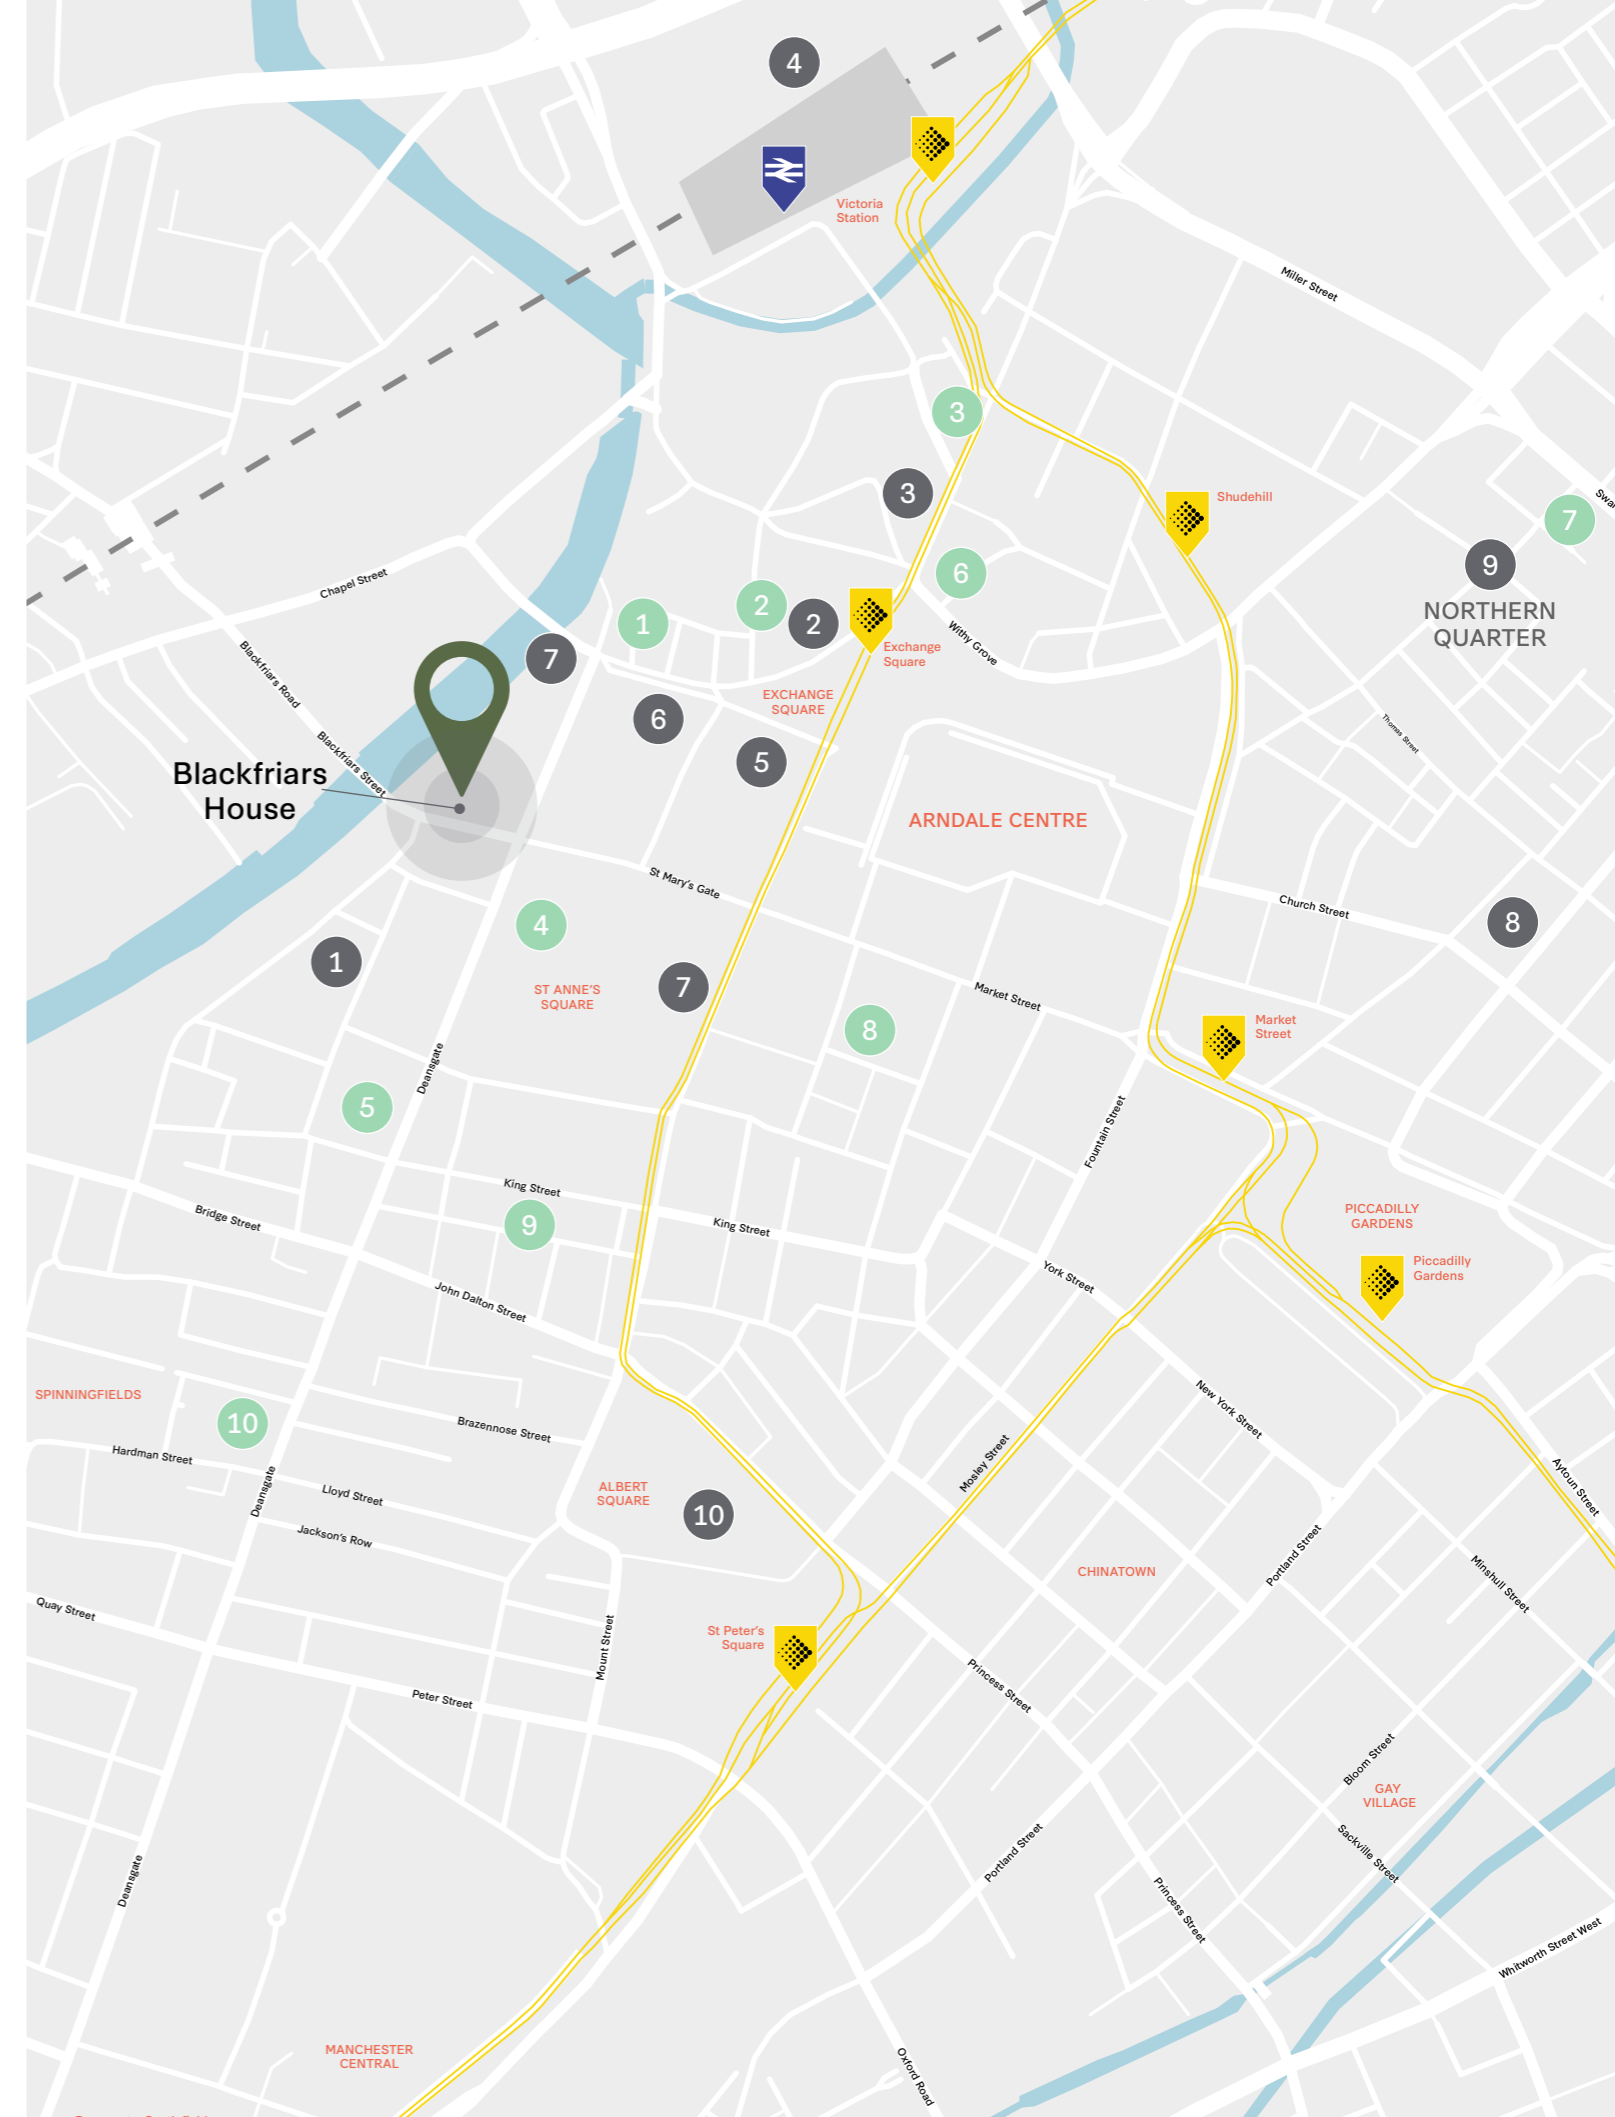 4
Victoria
Station
Miller Street
3
3
Shudehill
Swan
7
9
NORTHERN
QUARTER
Chapel Street
1
2
2
6
Exchange
Square
Withy Grove
Blackfriars Road
7
6
EXCHANGE
SQUARE
5
Thomas Street
Blackfriars Street
Blackfriars
House
ARNDALE CENTRE
St Mary's Gate
Church Street
8
4
1
ST ANNE'S
SQUARE
7
Market Street
8
Market
Street
Deansgate
5
Fountain Street
King Street
Bridge Street
9
King Street
PICCADILLY
GARDENS
York Street
Piccadilly
Gardens
John Dalton Street
SPINNINGFIELDS
10
Brazennose Street
New York Street
Hardman Street
Mosley Street
Deansgate
Lloyd Street
ALBERT
SQUARE
10
Aytoun Street
Jackson's Row
CHINATOWN
Portland Street
Minshull Street
Quay Street
Mount Street
St Peter's
Square
Princess Street
Peter Street
Bloom Street
GAY
VILLAGE
Portland Street
Sackville Street
Deansgate
Princess Street
Whitworth Street West
MANCHESTER
CENTRAL
Oxford Road